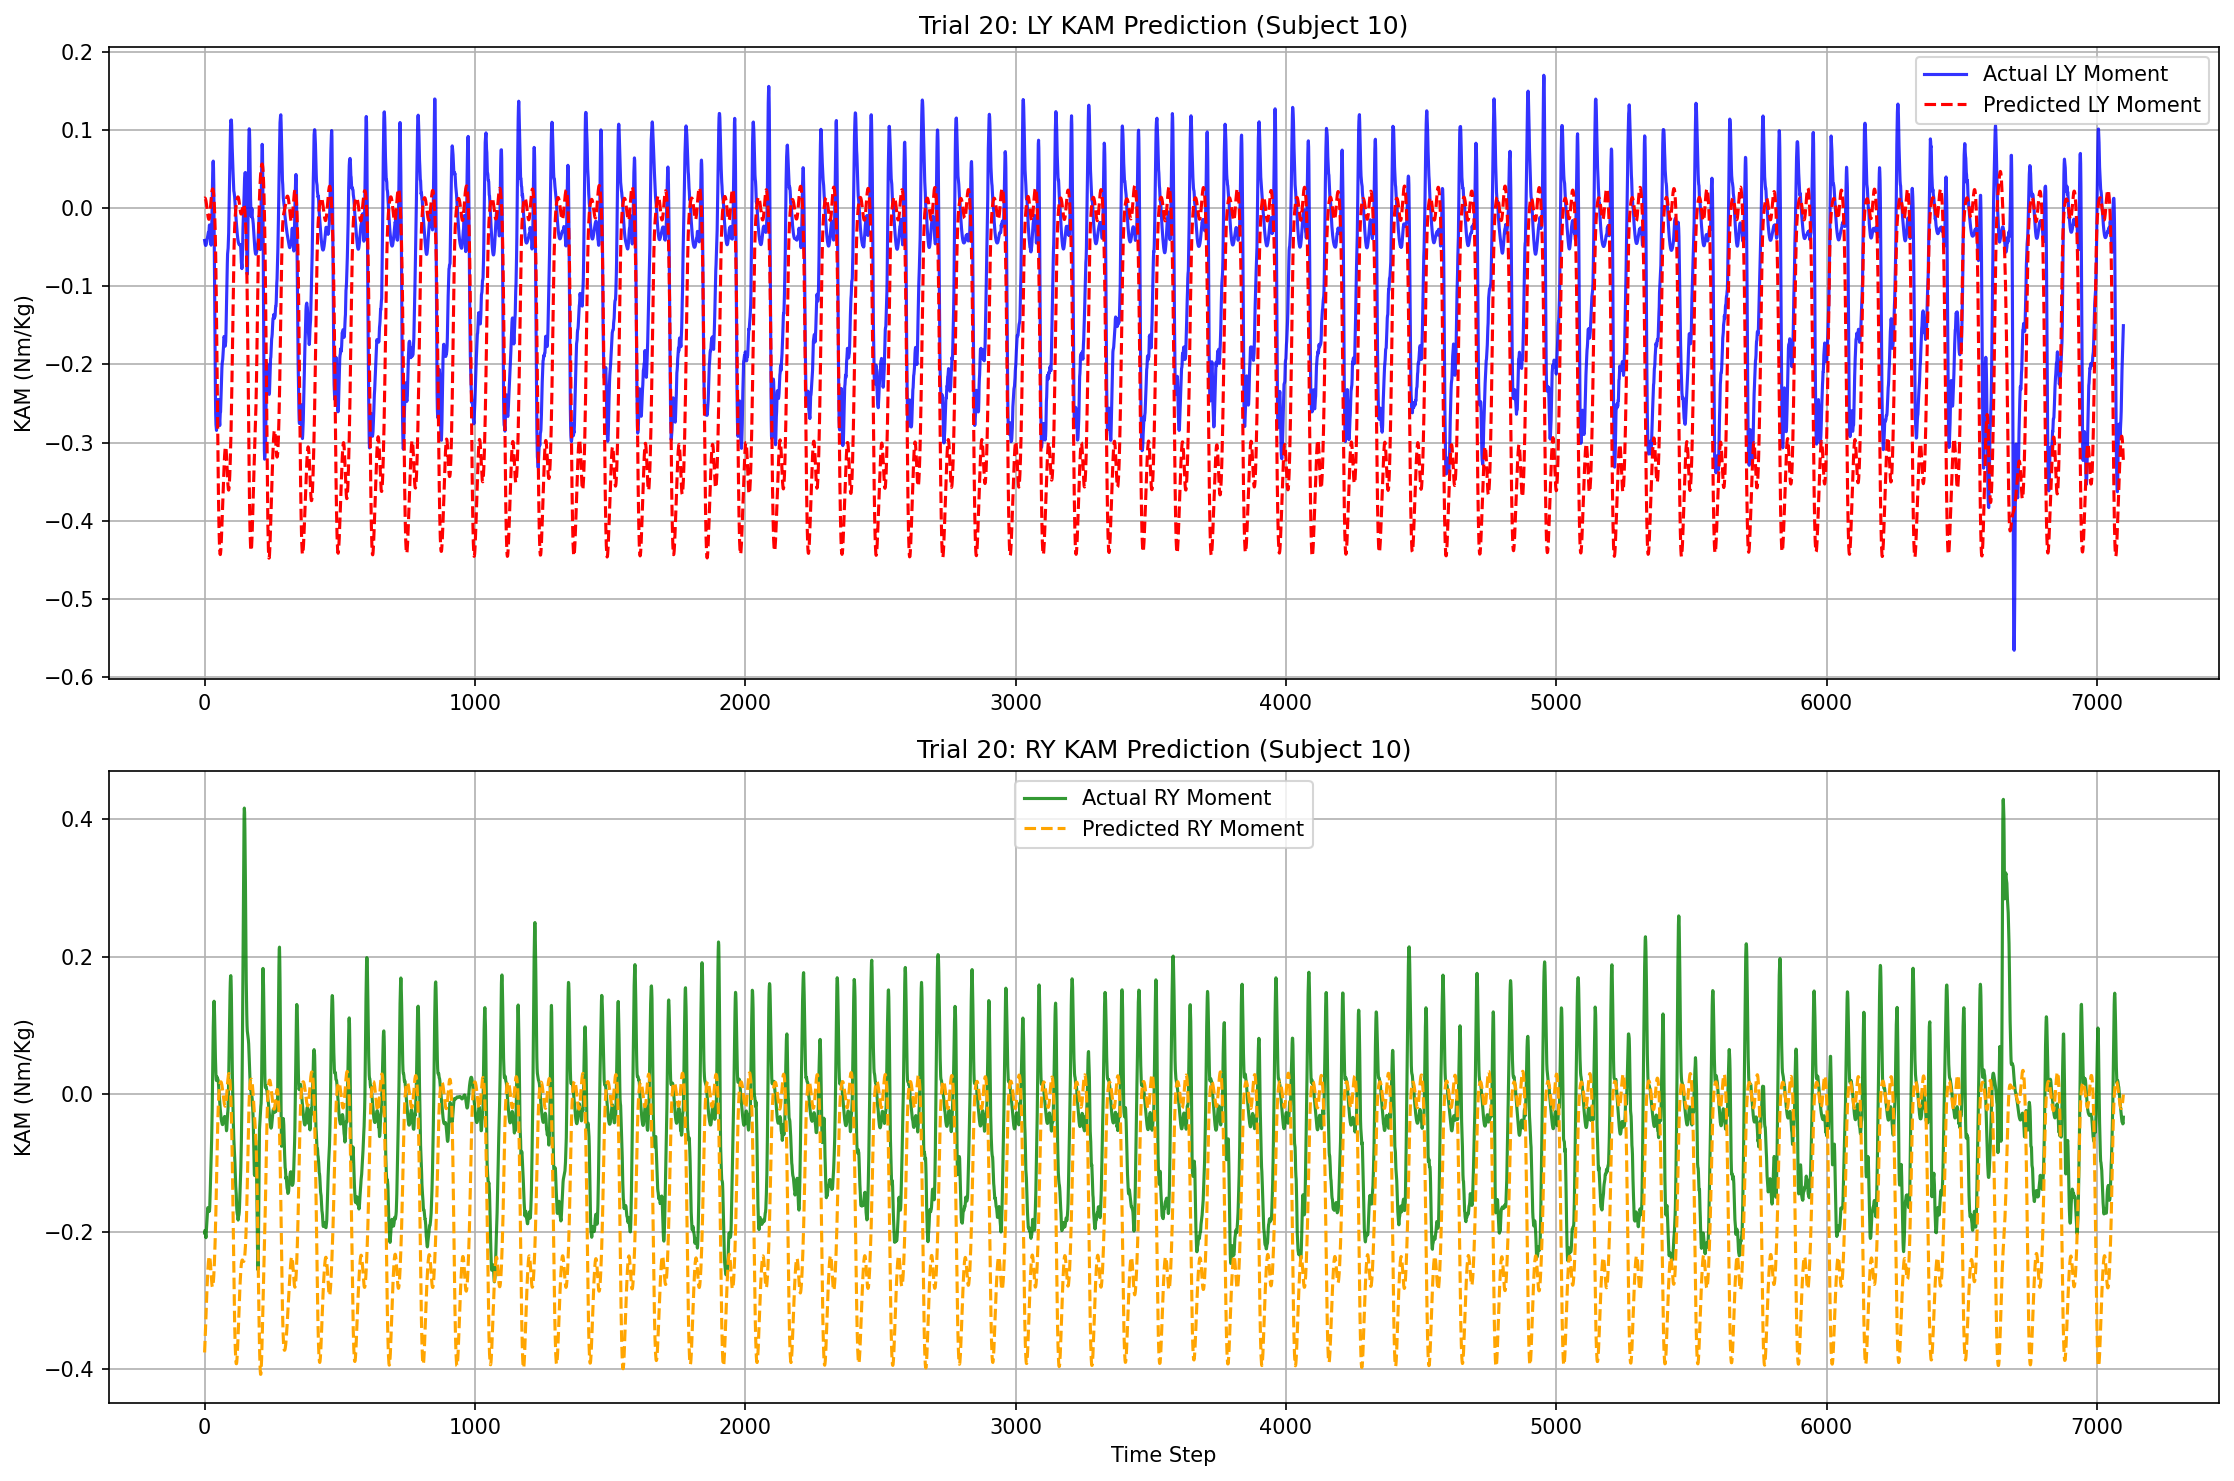 Trial 20: LY KAM Prediction (Subject 10)
KAM (Nm/Kg)
0.2
0.1
0.0
−0.1
−0.2
−0.3
−0.4
−0.5
−0.6
Actual LY Moment
Predicted LY Moment
0 1000 2000 3000 4000 5000 6000 7000
Trial 20: RY KAM Prediction (Subject 10)
KAM (Nm/Kg)
0.4
0.2
0.0
−0.2
−0.4
Actual RY Moment
Predicted RY Moment
0 1000 2000 3000 4000 5000 6000 7000
Time Step